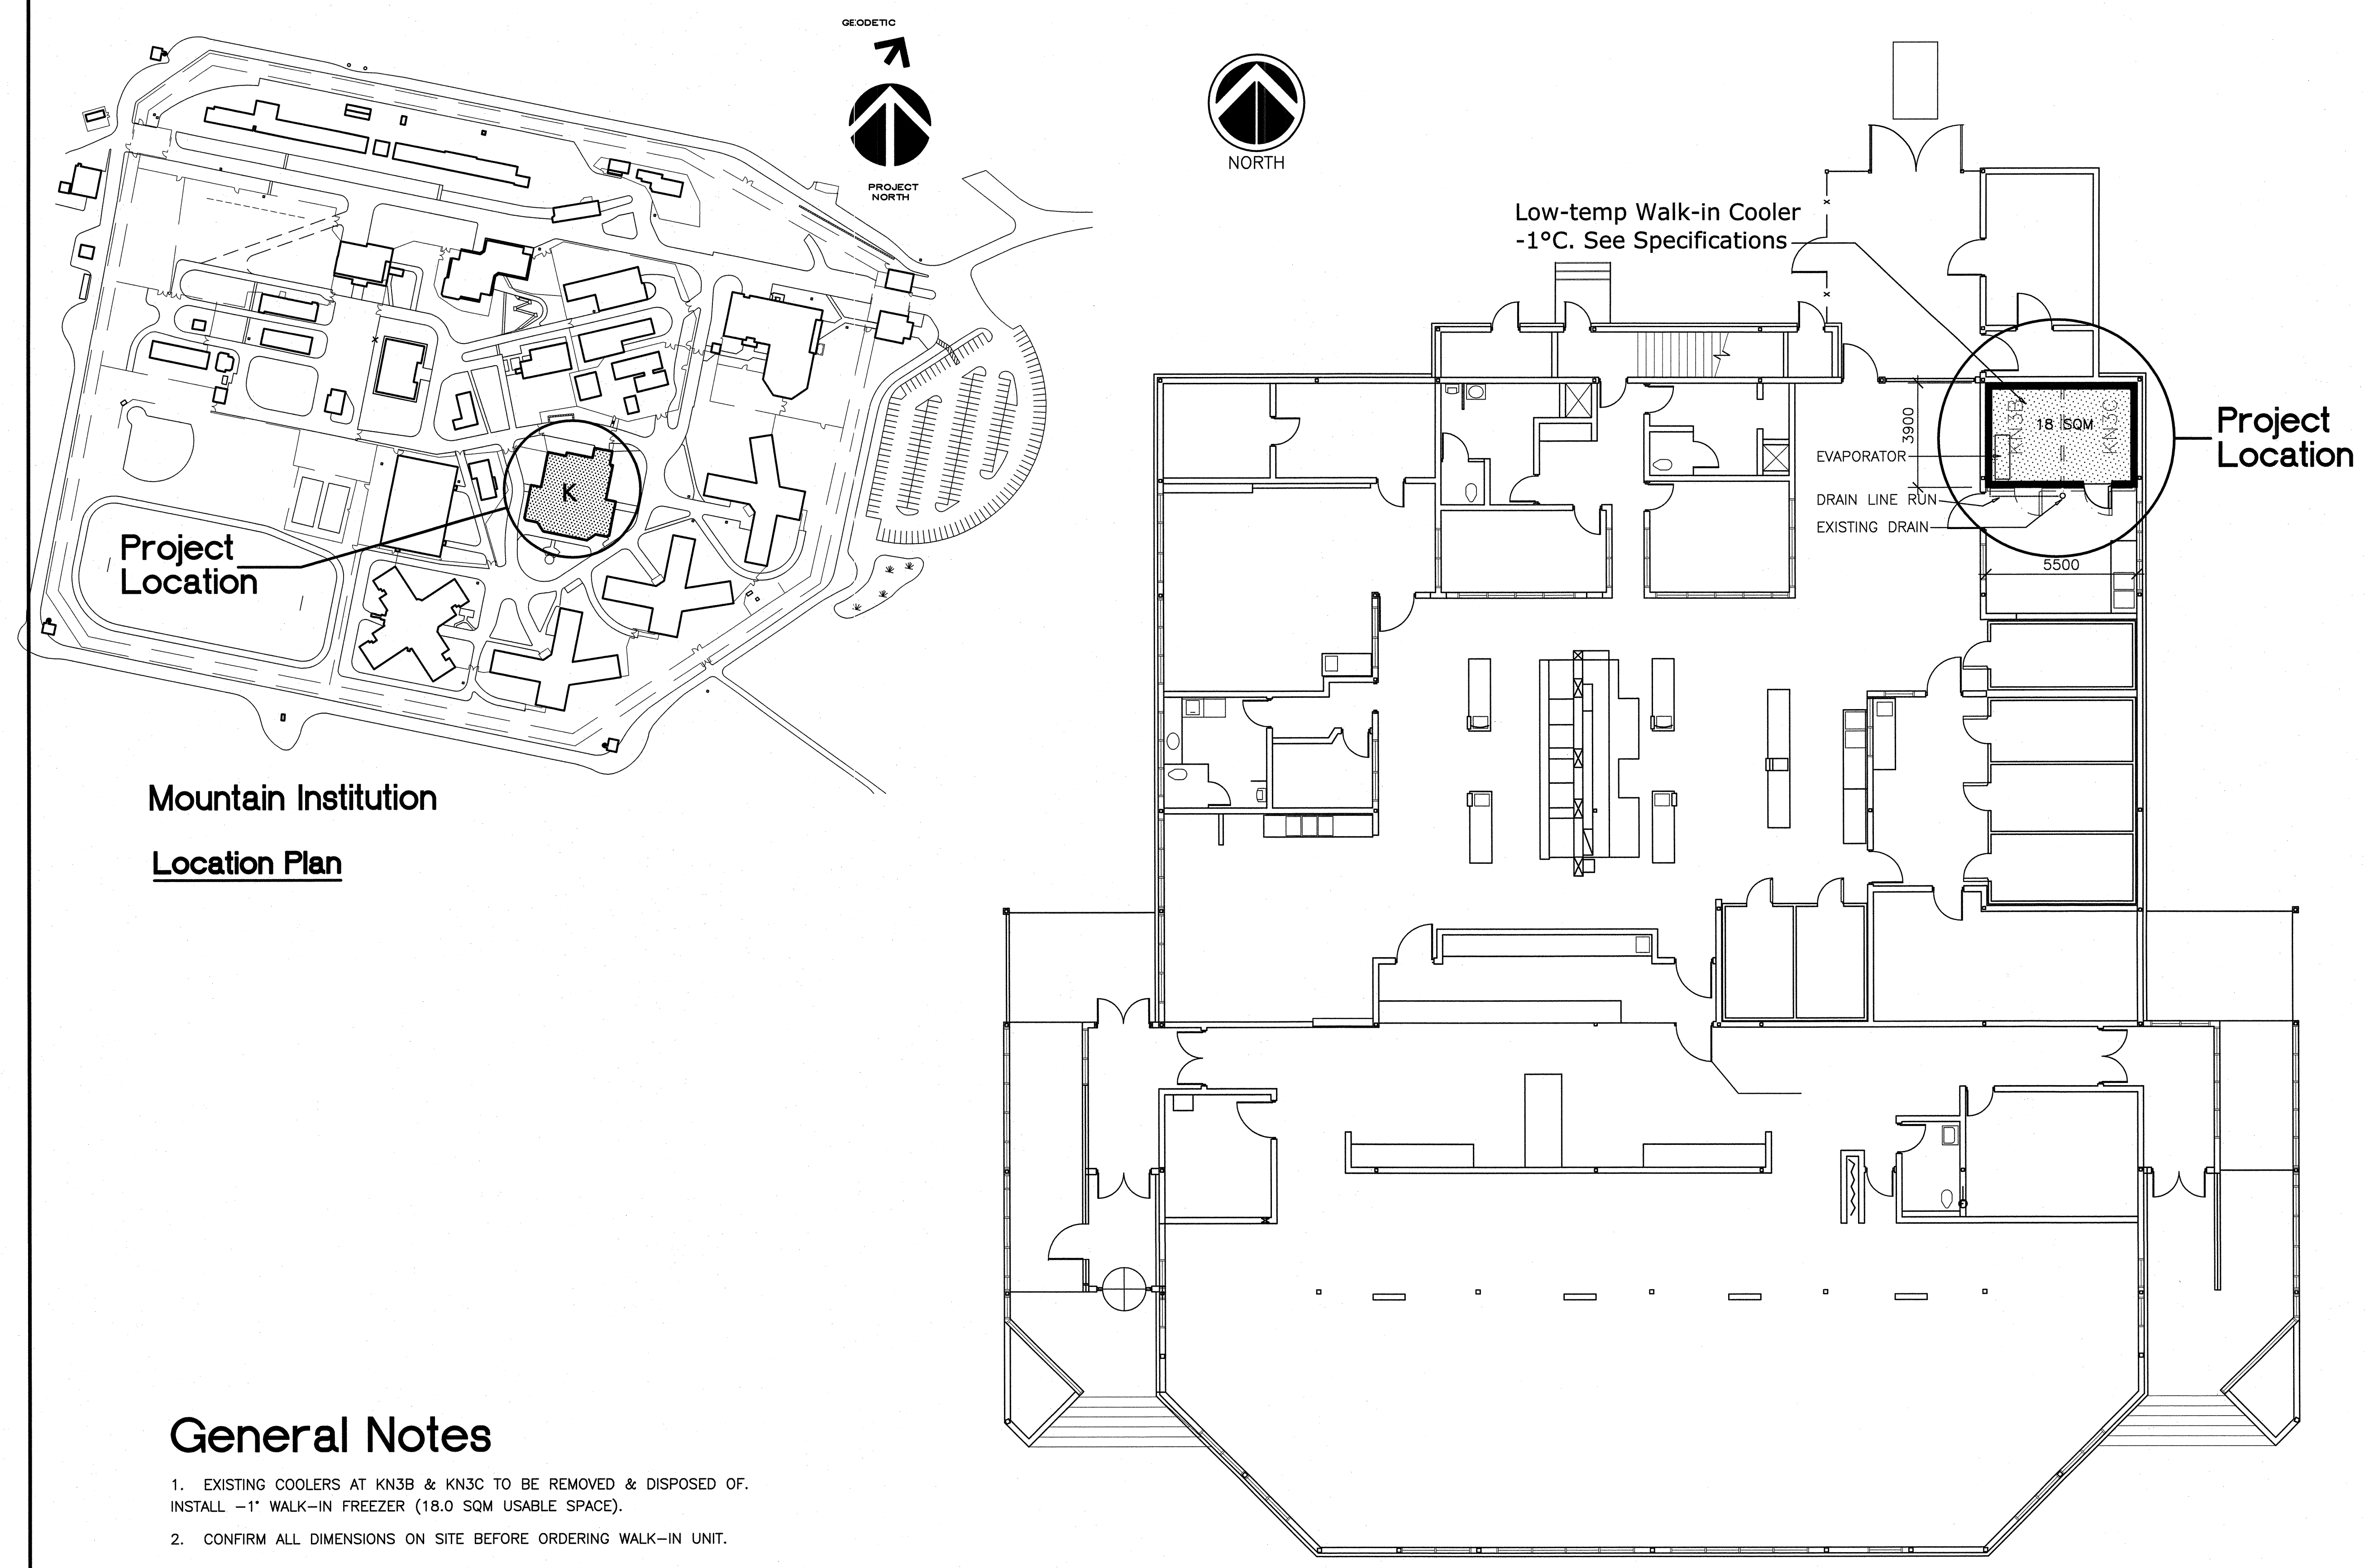 GEODETIC
PROJECT
NORTH
NORTH
Low-temp Walk-in Cooler
-1°C. See Specifications
3900
KN3B
18 SQM
KN3C
EVAPORATOR
DRAIN LINE RUN
EXISTING DRAIN
5500
Project
Location
K
Project
Location
Mountain Institution
Location Plan
General Notes
1. EXISTING COOLERS AT KN3B & KN3C TO BE REMOVED & DISPOSED OF.
INSTALL -1° WALK-IN FREEZER (18.0 SQM USABLE SPACE).
2. CONFIRM ALL DIMENSIONS ON SITE BEFORE ORDERING WALK-IN UNIT.